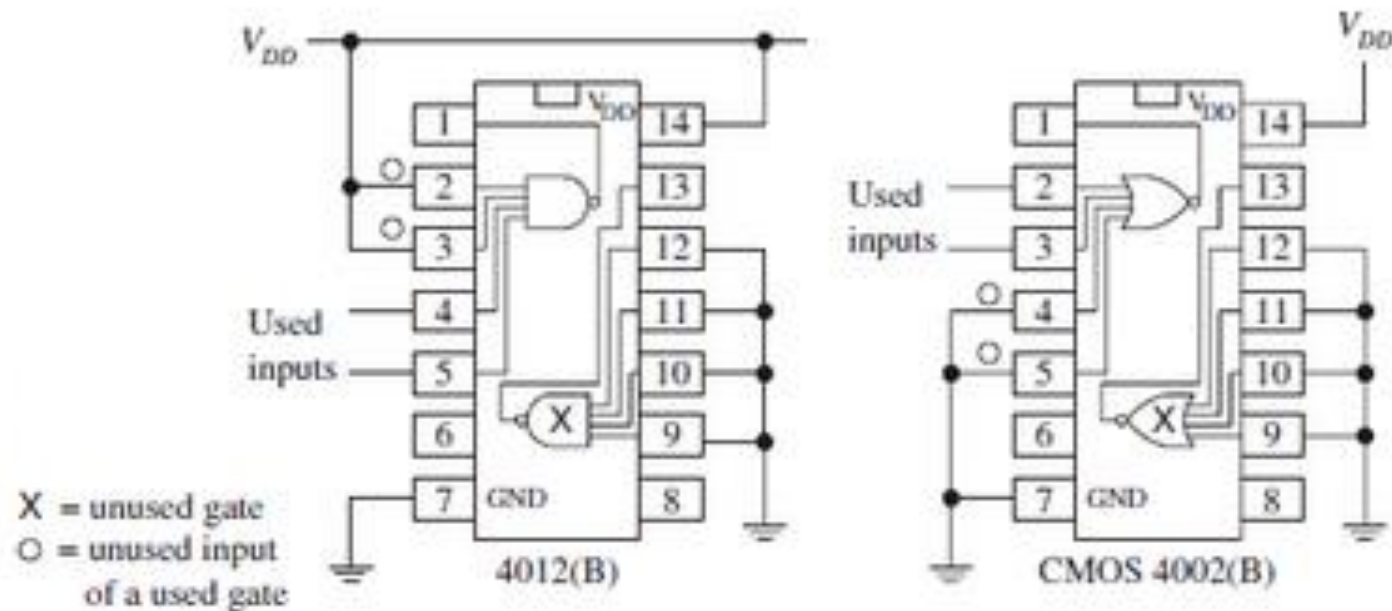 V_DD
V_DD
1
V_DD
14
2
13
3
12
4
11
Used
inputs
5
10
6
X
9
7
GND
8
4012(B)
1
V_DD
14
Used
inputs
2
13
3
12
4
11
5
10
6
X
9
7
GND
8
CMOS 4002(B)
X = unused gate
○ = unused input
of a used gate